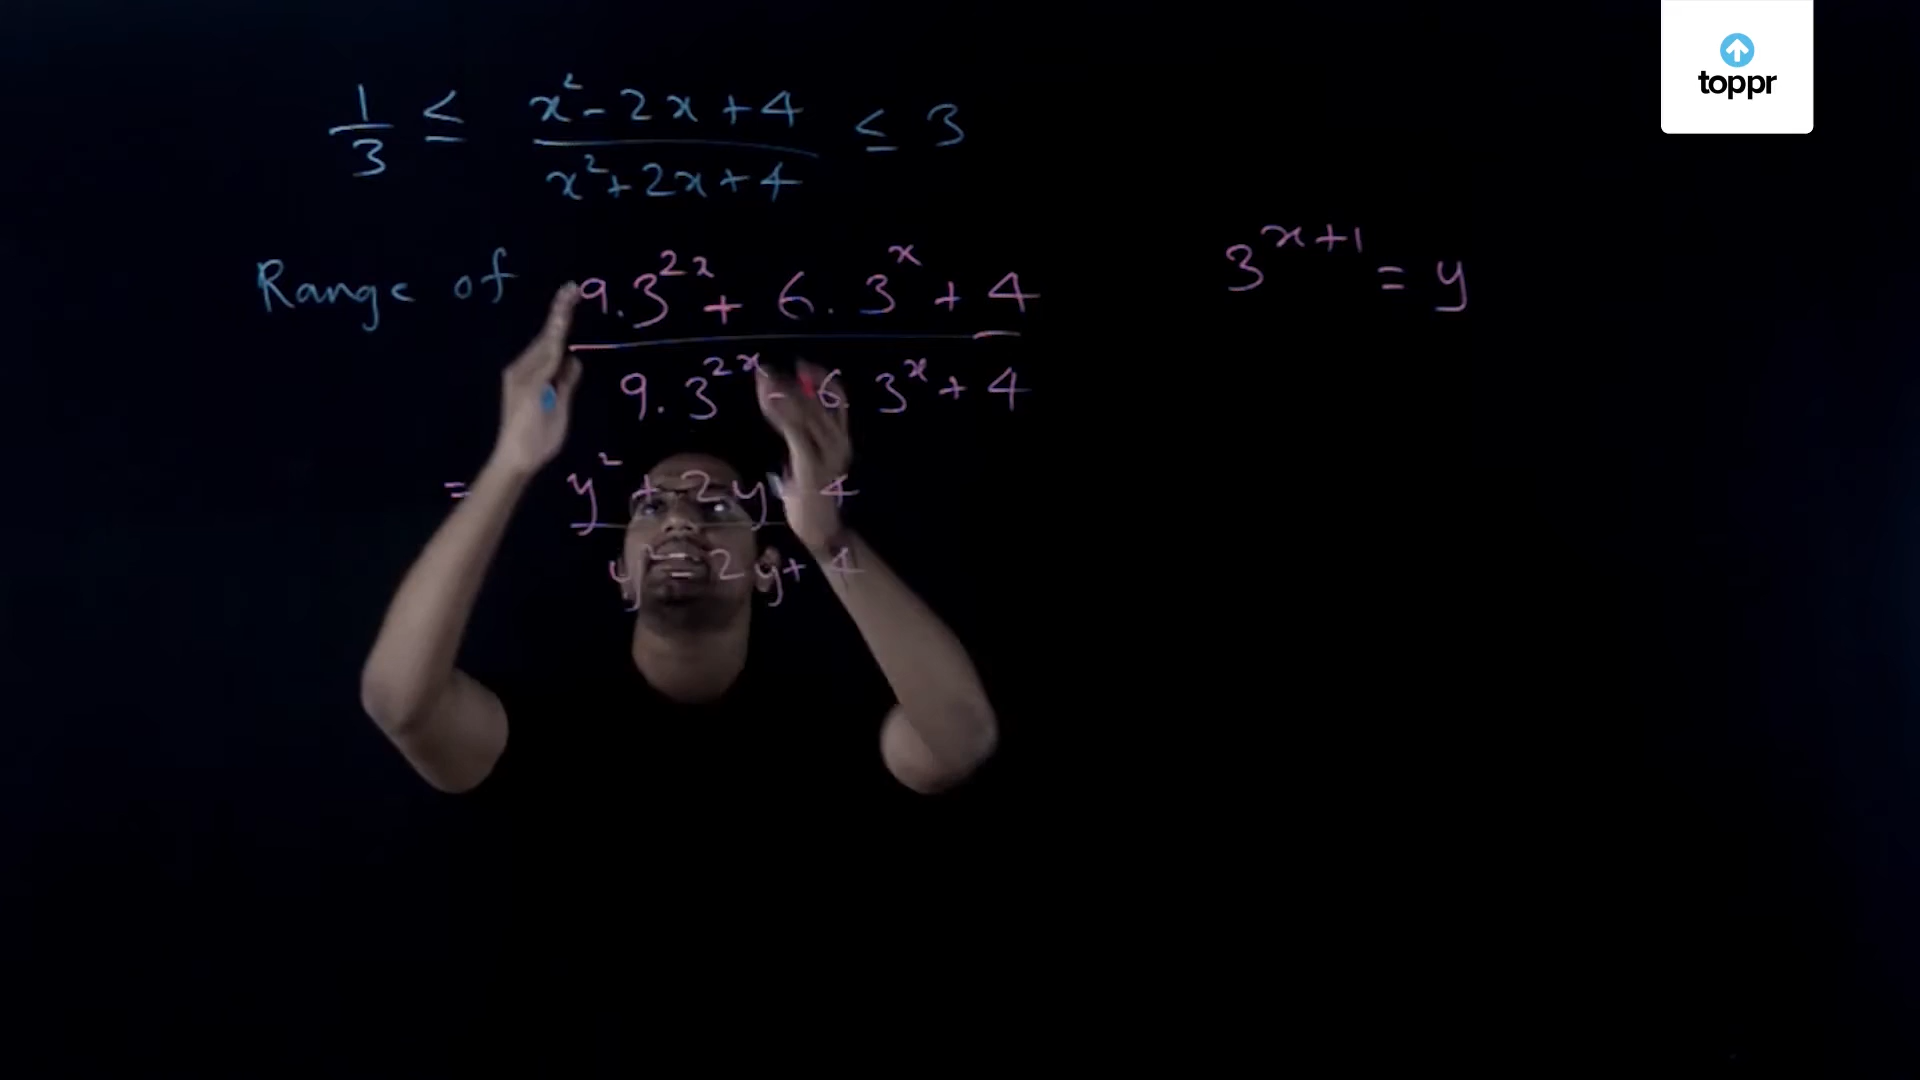 toppr
1/3 ≤ (x² - 2x + 4)/(x² + 2x + 4) ≤ 3
Range of (9.3^{2x} + 6.3^x + 4)/(9.3^{2x} - 6.3^x + 4)
3^{x+1} = y
= (y² + 2y + 4)/(y² - 2y + 4)